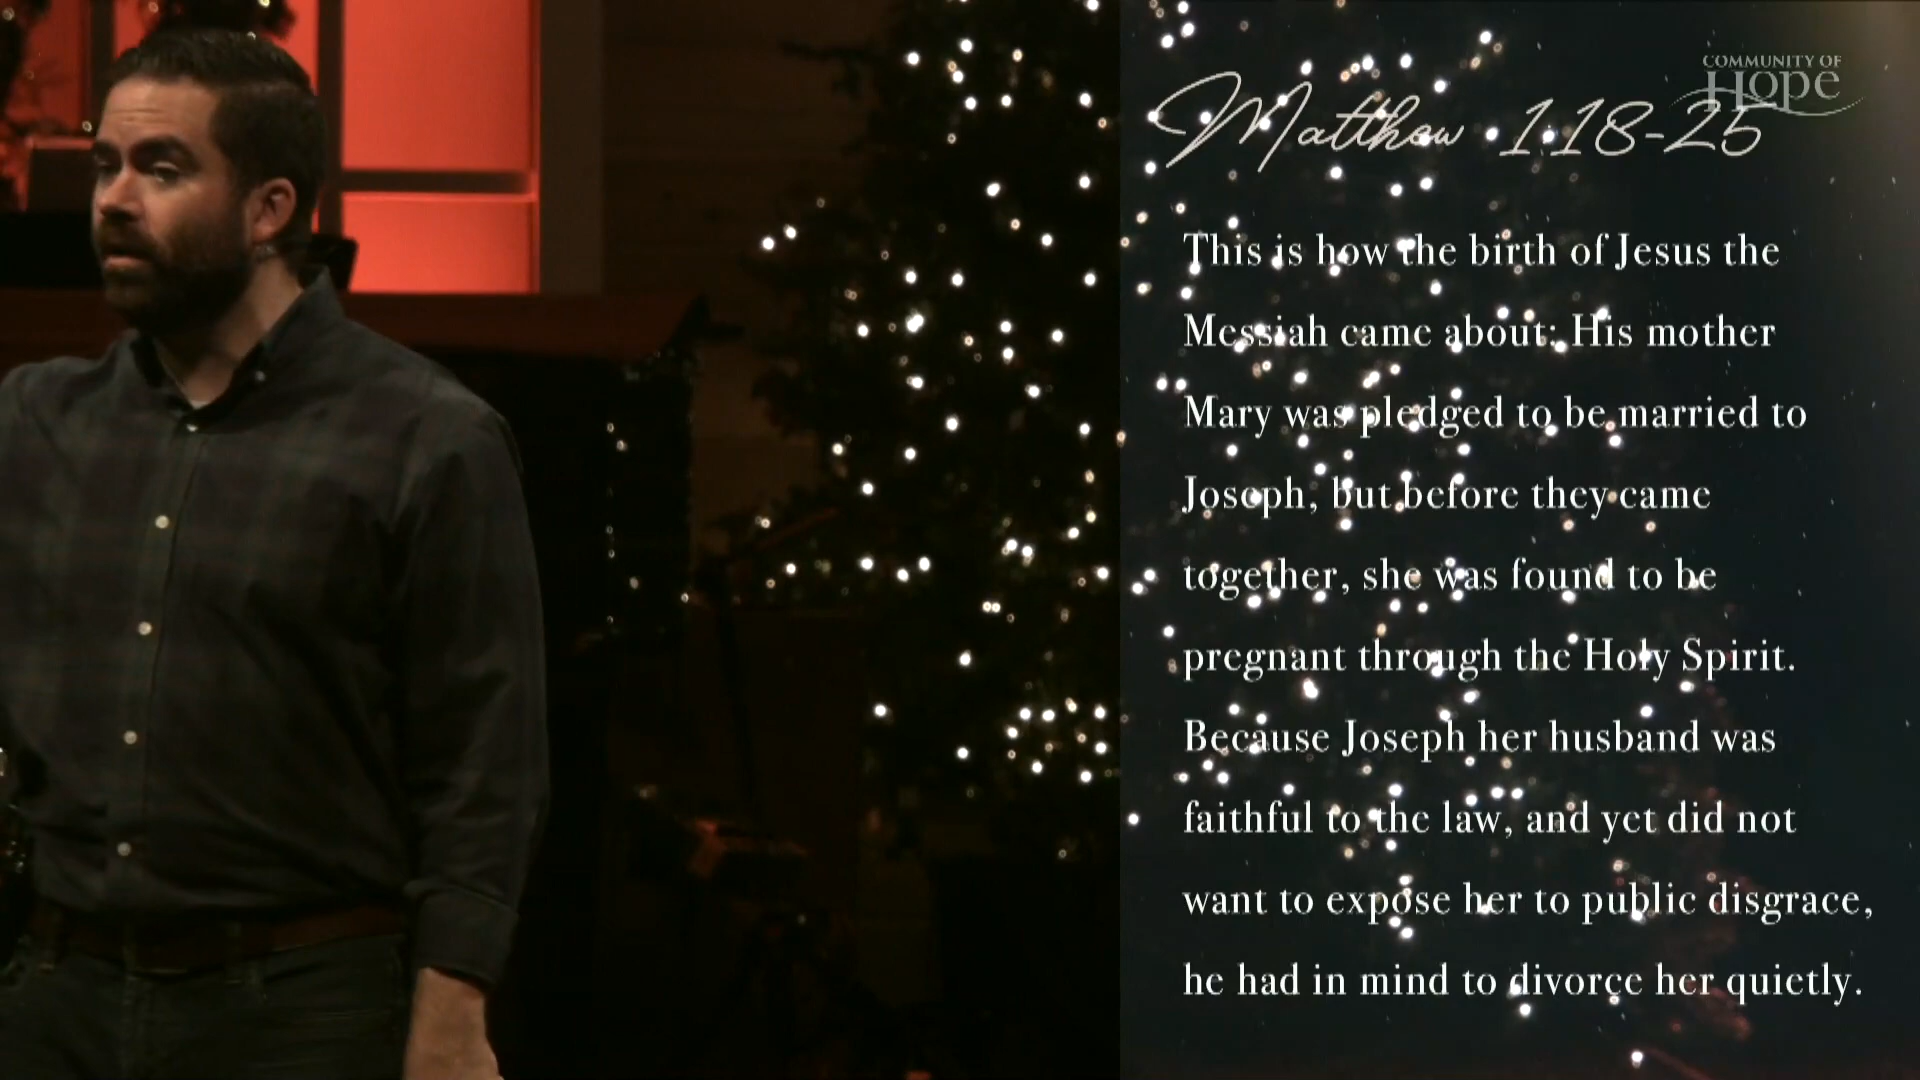 COMMUNITY OF
Hope
Matthew 1:18-25
This is how the birth of Jesus the
Messiah came about: His mother
Mary was pledged to be married to
Joseph, but before they came
together, she was found to be
pregnant through the Holy Spirit.
Because Joseph her husband was
faithful to the law, and yet did not
want to expose her to public disgrace,
he had in mind to divorce her quietly.